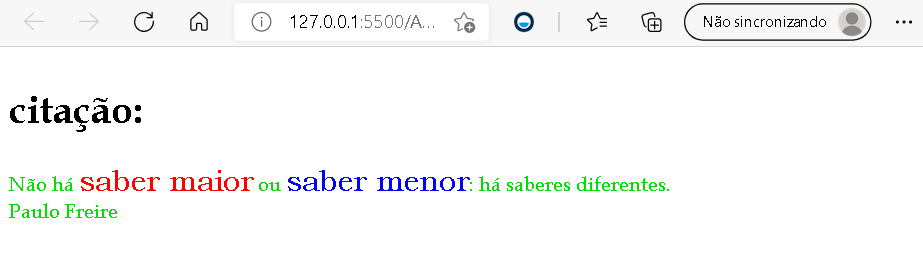 127.0.0.1:5500/A...
Não sincronizando
citação:
Não há saber maior ou saber menor: há saberes diferentes.
Paulo Freire